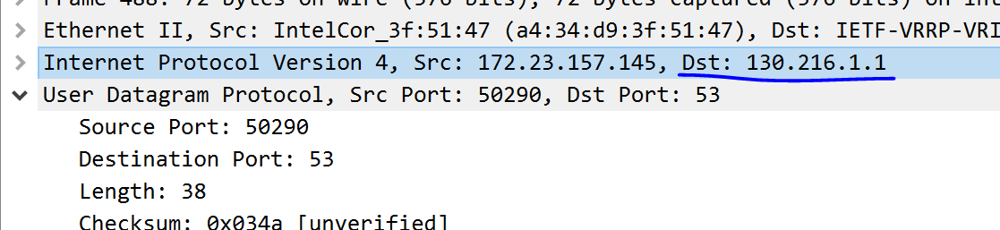 Frame 488: 72 bytes on wire (576 bits), 72 bytes captured (576 bits) on int
Ethernet II, Src: IntelCor_3f:51:47 (a4:34:d9:3f:51:47), Dst: IETF-VRRP-VRI
Internet Protocol Version 4, Src: 172.23.157.145, Dst: 130.216.1.1
User Datagram Protocol, Src Port: 50290, Dst Port: 53
Source Port: 50290
Destination Port: 53
Length: 38
Checksum: 0x034a [unverified]